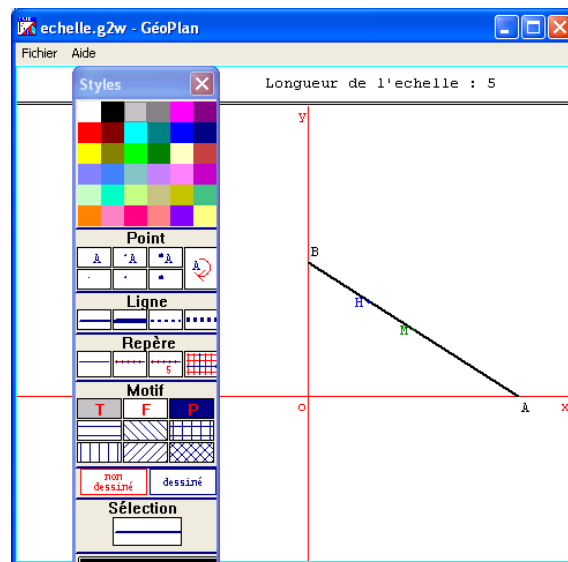 echelle.g2w - GéoPlan
Fichier Aide
Styles
Longueur de l'echelle : 5
y
Point
A 'A *A A
B
H
Ligne
M
Repère
5
Motif
T F P
o
A
x
non dessiné dessiné
Sélection